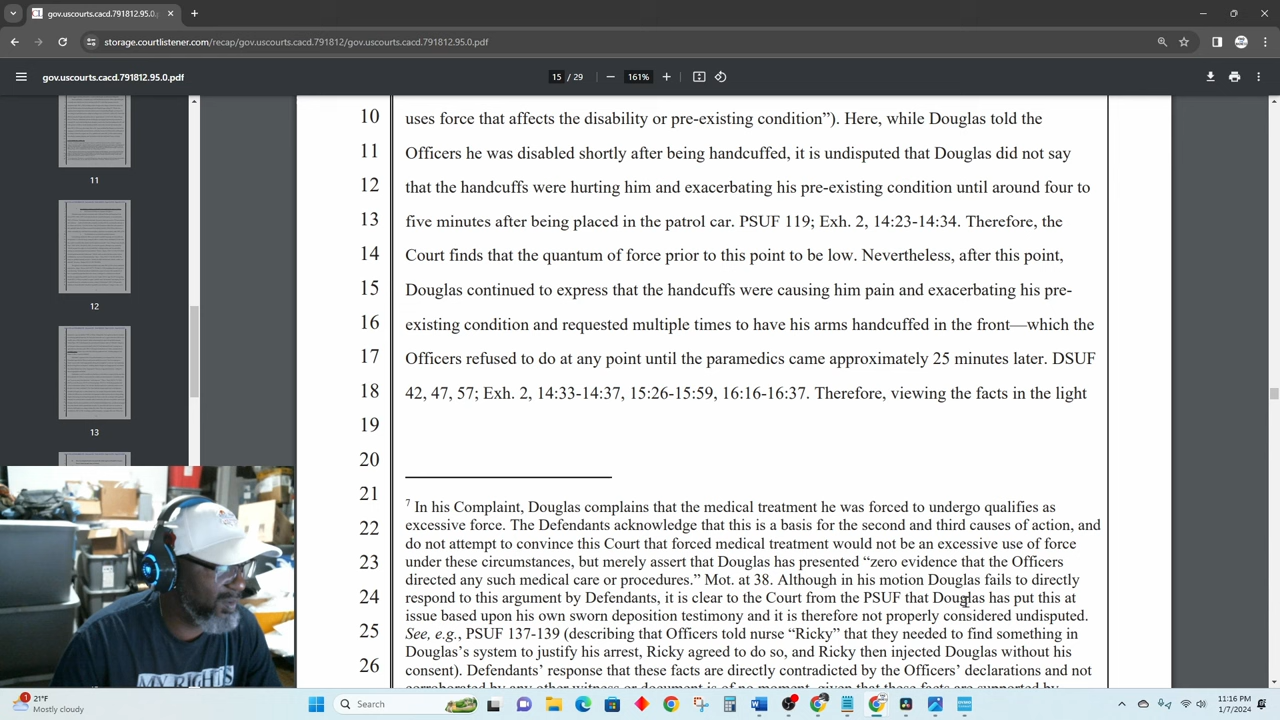 gov.uscourts.cacd.791812.95.0.p
storage.courtlistener.com/recap/gov.uscourts.cacd.791812/gov.uscourts.cacd.791812.95.0.pdf
gov.uscourts.cacd.791812.95.0.pdf
15 / 29
161%
11
12
13
10 uses force that affects the disability or pre-existing condition”). Here, while Douglas told the
11 Officers he was disabled shortly after being handcuffed, it is undisputed that Douglas did not say
12 that the handcuffs were hurting him and exacerbating his pre-existing condition until around four to
13 five minutes after being placed in the patrol car. PSUF 119; Exh. 2, 14:23-14:34. Therefore, the
14 Court finds that the quantum of force prior to this point to be low. Nevertheless, after this point,
15 Douglas continued to express that the handcuffs were causing him pain and exacerbating his pre-
16 existing condition and requested multiple times to have his arms handcuffed in the front—which the
17 Officers refused to do at any point until the paramedics came approximately 25 minutes later. DSUF
18 42, 47, 57; Exh. 2, 14:33-14:37, 15:26-15:59, 16:16-16:37. Therefore, viewing the facts in the light
19
20
21
7 In his Complaint, Douglas complains that the medical treatment he was forced to undergo qualifies as
22 excessive force. The Defendants acknowledge that this is a basis for the second and third causes of action, and
do not attempt to convince this Court that forced medical treatment would not be an excessive use of force
23 under these circumstances, but merely assert that Douglas has presented “zero evidence that the Officers
directed any such medical care or procedures.” Mot. at 38. Although in his motion Douglas fails to directly
24 respond to this argument by Defendants, it is clear to the Court from the PSUF that Douglas has put this at
issue based upon his own sworn deposition testimony and it is therefore not properly considered undisputed.
25 See, e.g., PSUF 137-139 (describing that Officers told nurse “Ricky” that they needed to find something in
Douglas’s system to justify his arrest, Ricky agreed to do so, and Ricky then injected Douglas without his
26 consent). Defendants’ response that these facts are directly contradicted by the Officers’ declarations and not
corroborated by any other witness or document is of no moment, given that these facts are supported by
MY RIGHTS
21°F
Mostly cloudy
Search
11:16 PM
1/7/2024